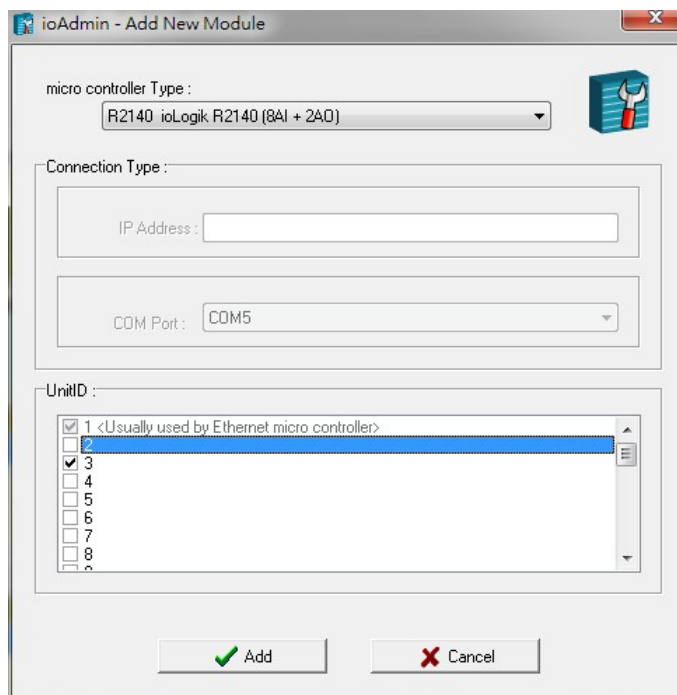 ioAdmin - Add New Module
micro controller Type :
R2140 ioLogik R2140 (8AI + 2AO)
Connection Type :
IP Address :
COM Port :
COM5
UnitID :
1 <Usually used by Ethernet micro controller>
2
3
4
5
6
7
8
Add
Cancel